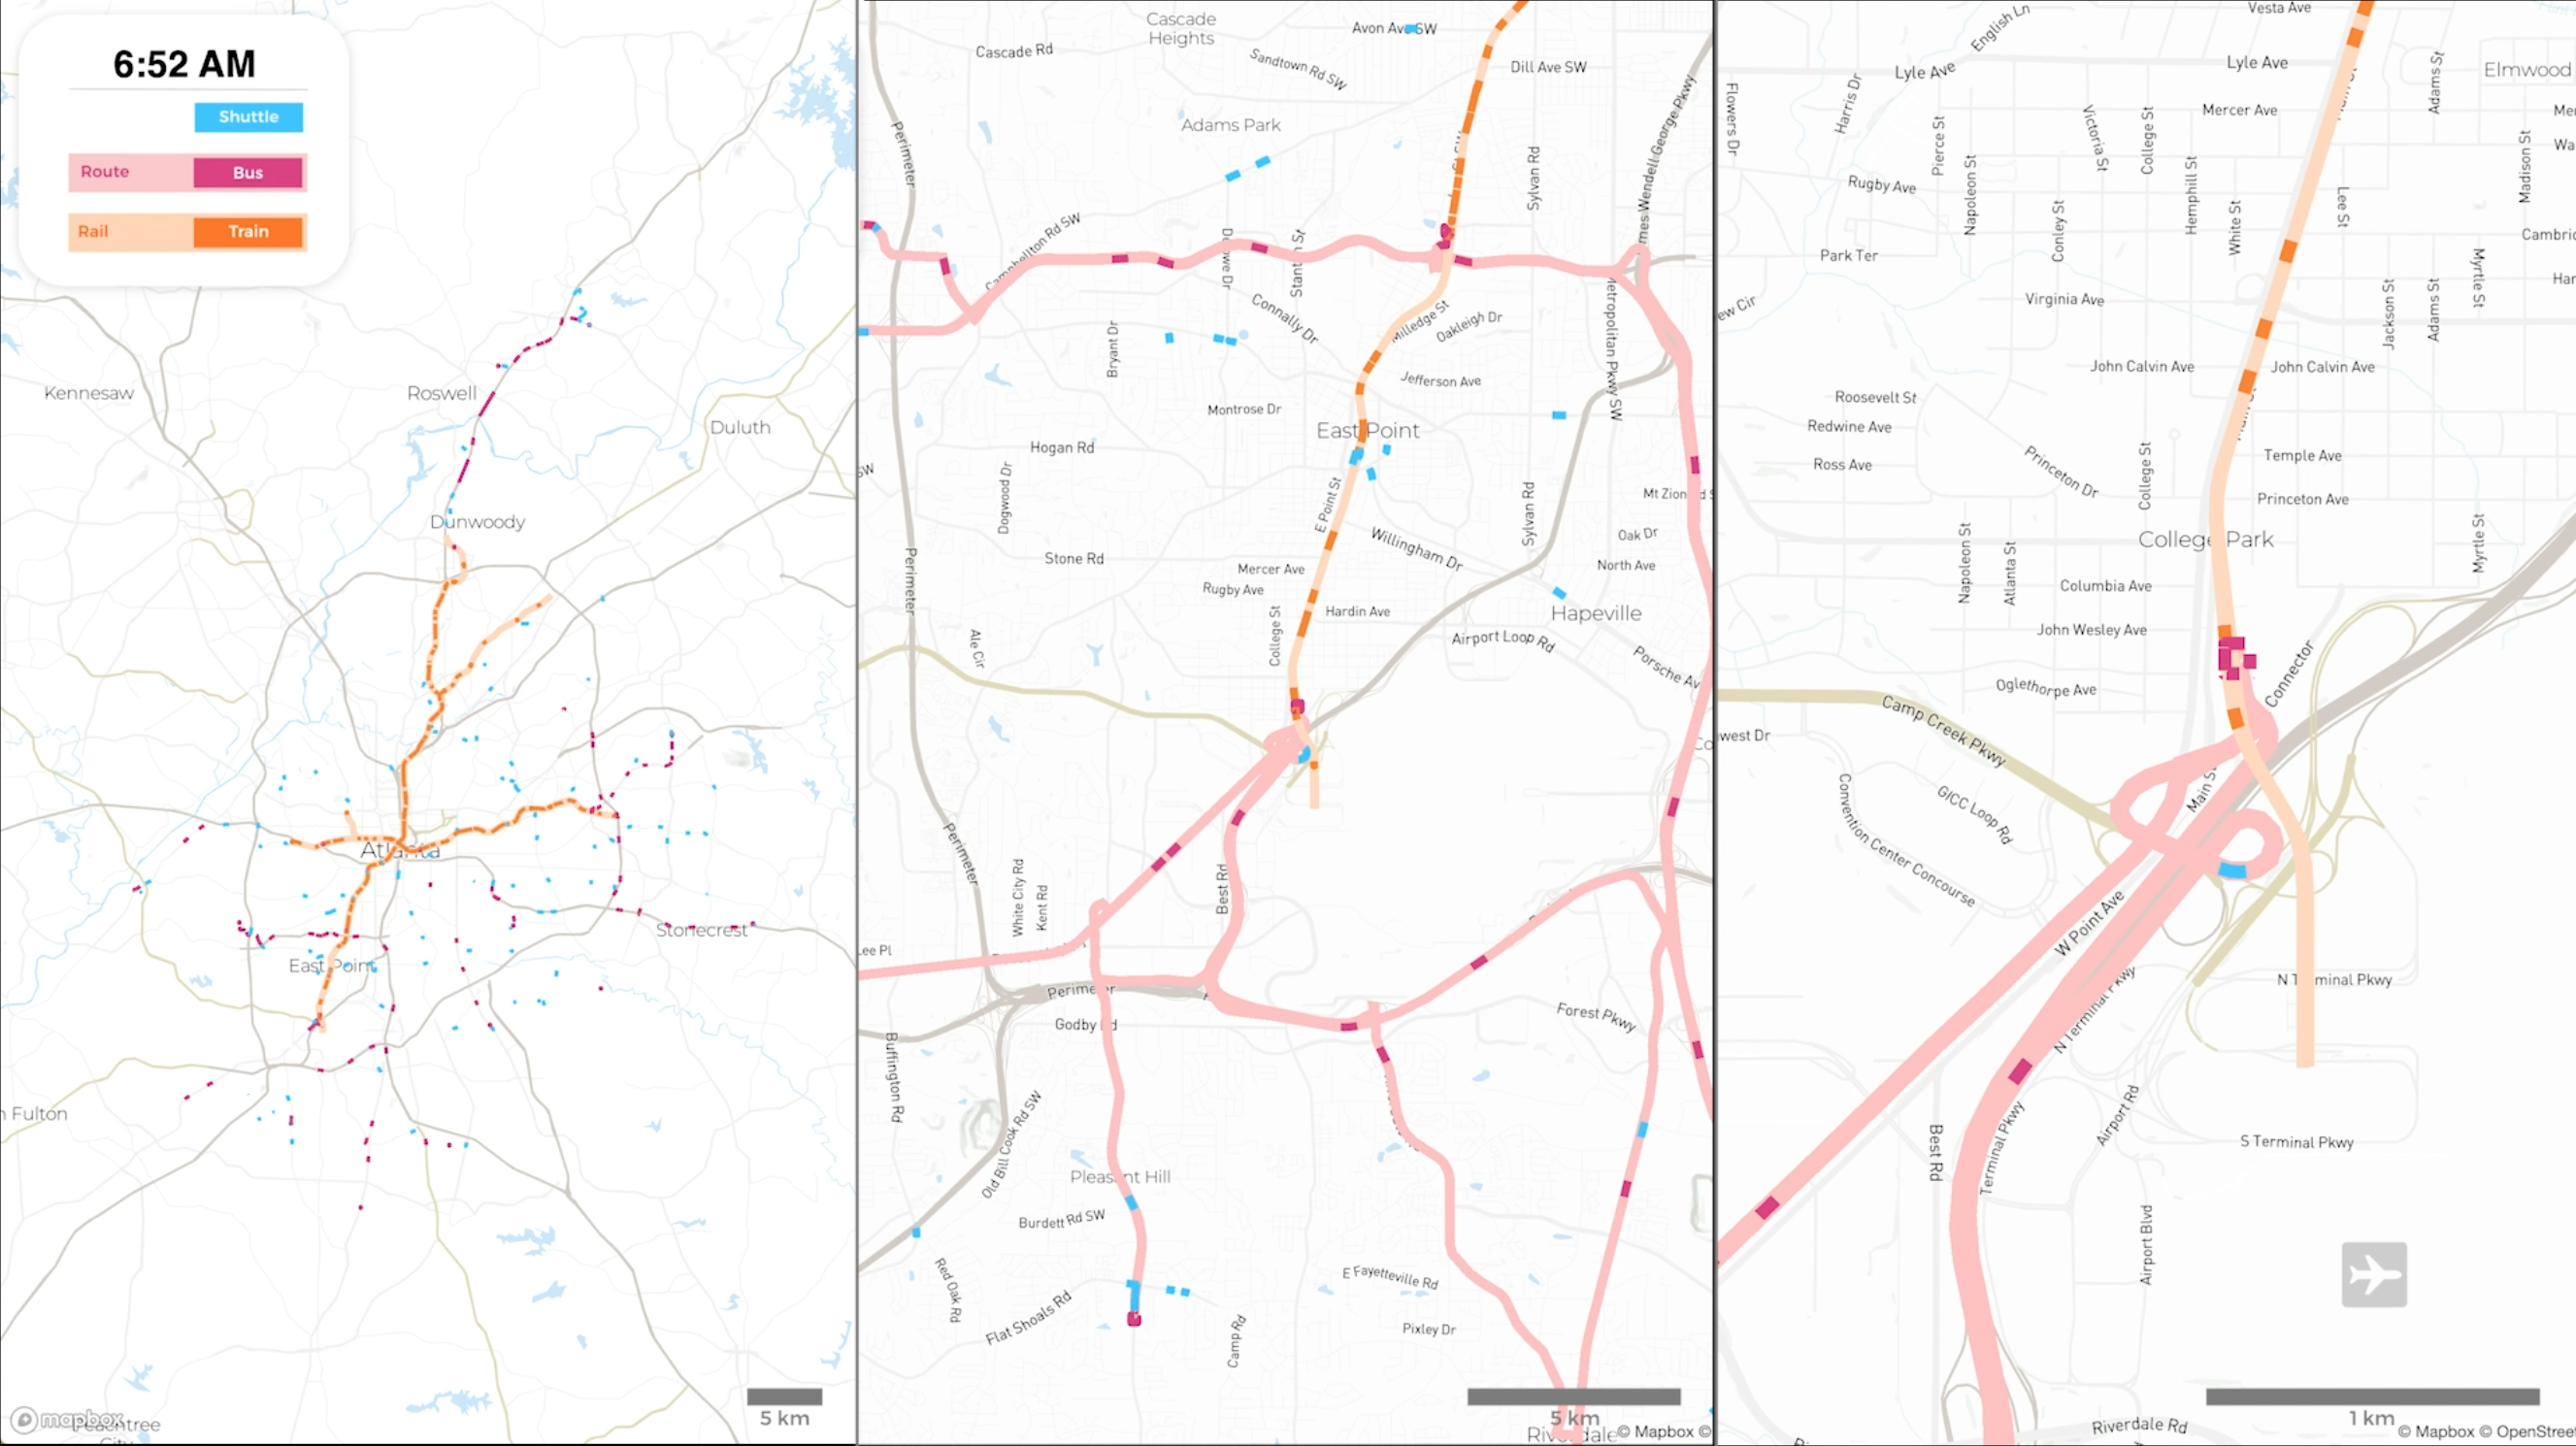 6:52 AM
Shuttle
Route Bus
Rail Train
Kennesaw
Roswell
Duluth
Dunwoody
Atlanta
Stonecrest
East Point
n Fulton
mapbox
Peachtree
City
5 km
Cascade
Heights
Cascade Rd
Avon Ave SW
Sandtown Rd SW
Dill Ave SW
Perimeter
Adams Park
Sylvan Rd
James Wendell George Pkwy
Campbellton Rd SW
Connally Dr
Milledge St
Oakleigh Dr
Metropolitan Pkwy SW
Bryant Dr
Jefferson Ave
Montrose Dr
East Point
Hogan Rd
SW
Dogwood Dr
E Point St
Sylvan Rd
Mt Zion
Willingham Dr
Oak Dr
Stone Rd
Mercer Ave
North Ave
Perimeter
Rugby Ave
Hapeville
Hardin Ave
College St
Ale Cir
Airport Loop Rd
Porsche Av
Co
Perimeter
White City Rd
Kent Rd
Best Rd
Lee Pl
Perimeter
Godby Rd
Forest Pkwy
Buffington Rd
Old Bill Cook Rd SW
Pleasant Hill
Burdett Rd SW
Red Oak Rd
Flat Shoals Rd
E Fayetteville Rd
Camp Rd
Pixley Dr
5 km
Riverdale
© Mapbox ©
English Ln
Vesta Ave
Lyle Ave
Lyle Ave
Elmwood
Flowers Dr
Harris Dr
Adams St
Mercer Ave
Me
Victoria St
College St
Pierce St
Madison St
Wa
Rugby Ave
Napoleon St
Hemphill St
White St
Lee St
Conley St
Cambri
Park Ter
Myrtle St
Har
Virginia Ave
ew Cir
Jackson St
Adams St
John Calvin Ave
John Calvin Ave
Roosevelt St
Redwine Ave
Ross Ave
Temple Ave
Princeton Dr
College St
Princeton Ave
College Park
Napoleon St
Atlanta St
Myrtle St
Columbia Ave
John Wesley Ave
Connector
Oglethorpe Ave
Camp Creek Pkwy
west Dr
Main S
GICC Loop Rd
Convention Center Concourse
W Point Ave
N Terminal Pkwy
N Terminal Pkwy
Terminal Pkwy
Airport Rd
Best Rd
S Terminal Pkwy
Airport Blvd
1 km
Riverdale Rd
© Mapbox © OpenStree